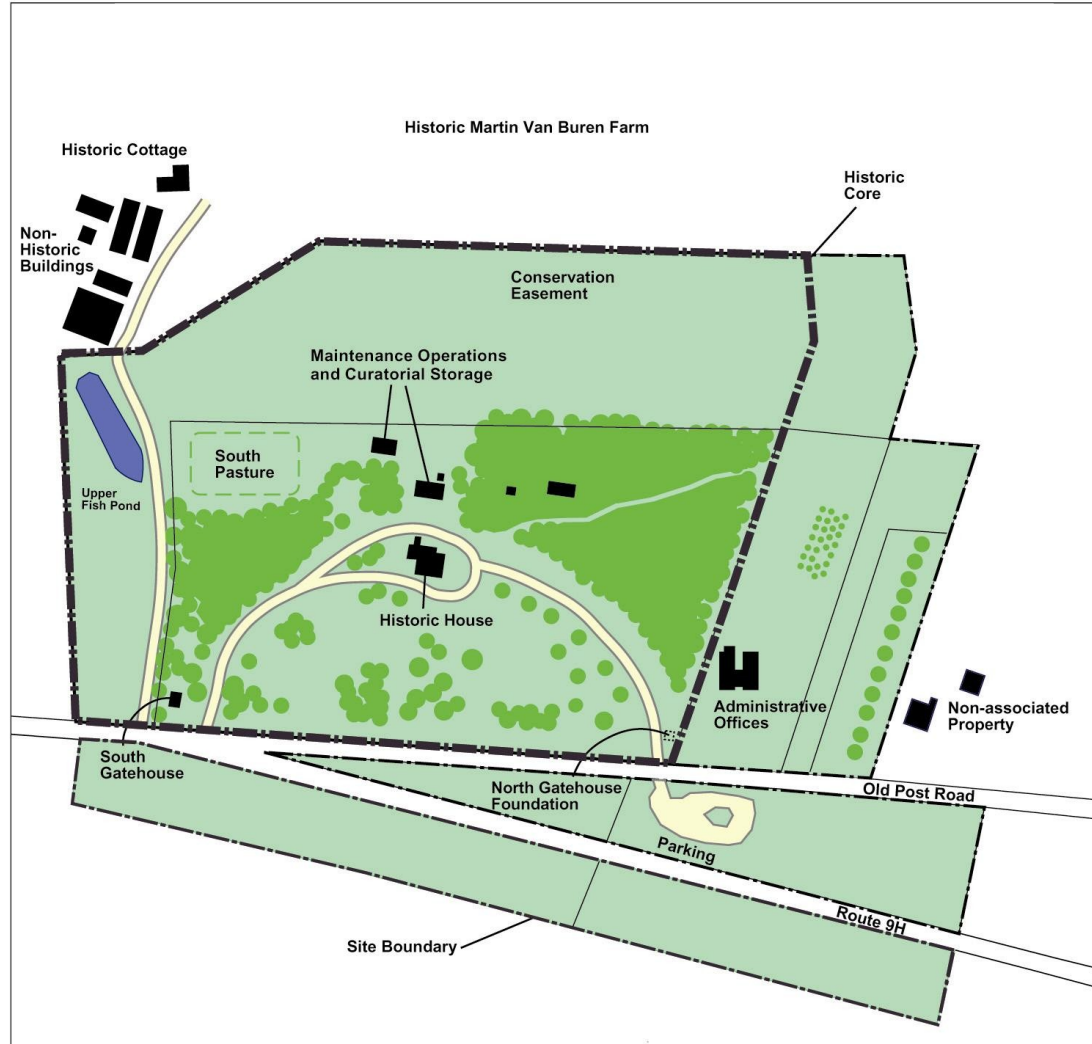 Historic Martin Van Buren Farm
Historic Cottage
Historic
Core
Non-
Historic
Buildings
Conservation
Easement
Maintenance Operations
and Curatorial Storage
South
Pasture
Upper
Fish Pond
Historic House
Administrative
Offices
Non-associated
Property
South
Gatehouse
North Gatehouse
Foundation
Old Post Road
Parking
Route 9H
Site Boundary